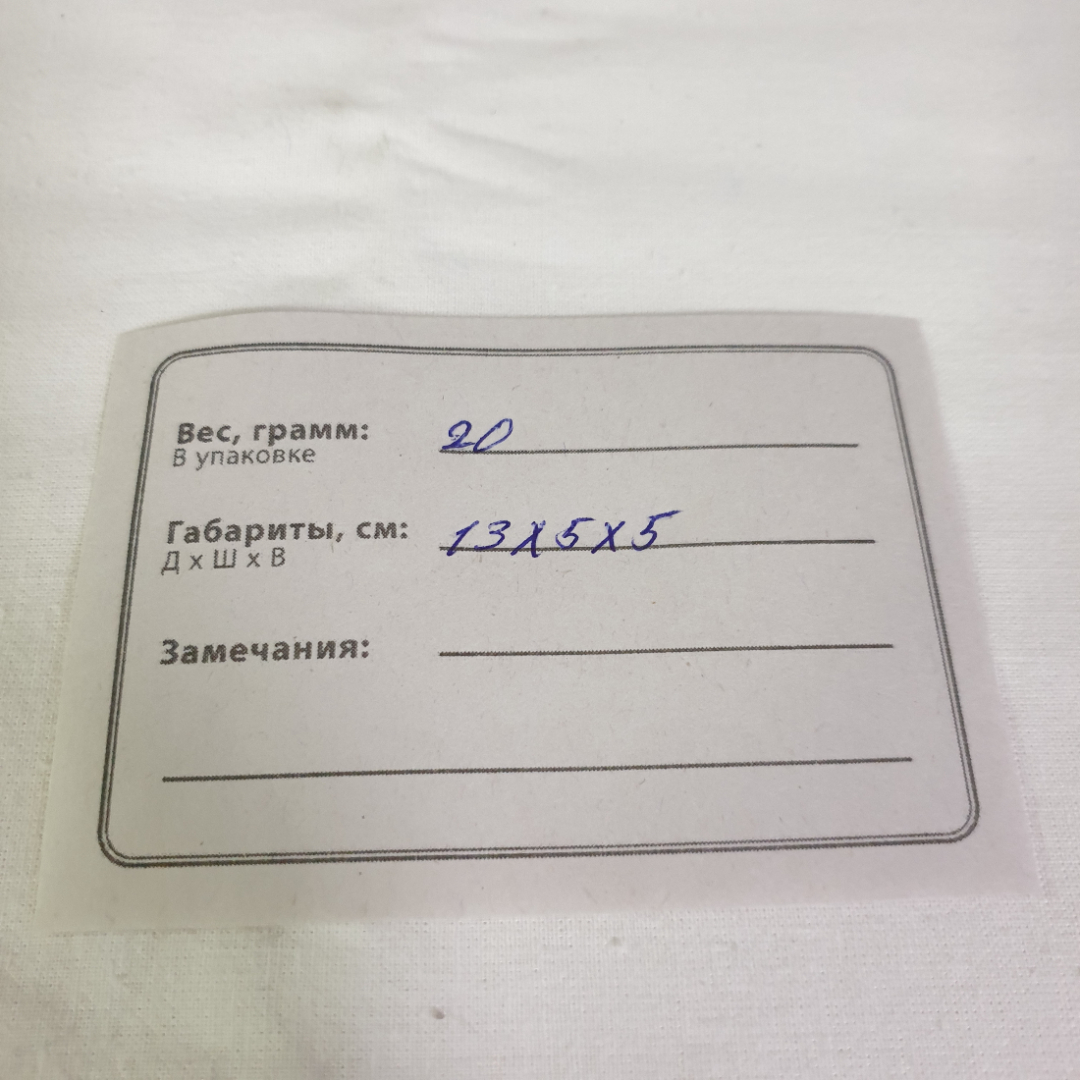 Вес, грамм: 20
В упаковке
Габариты, см: 13х5х5
Д х Ш х В
Замечания: